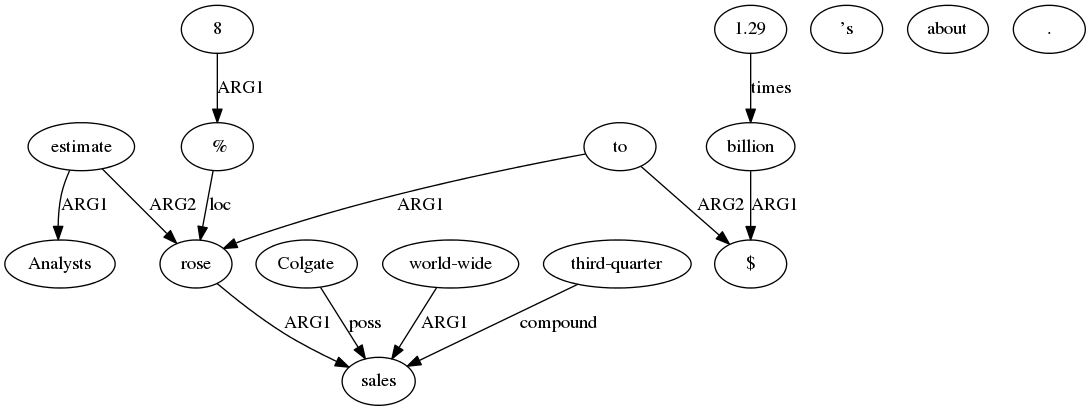 8
1.29
’s
about
.
ARG1
times
estimate
%
to
billion
ARG1
ARG2
loc
ARG1
ARG2
ARG1
Analysts
rose
Colgate
world-wide
third-quarter
$
ARG1
poss
ARG1
compound
sales